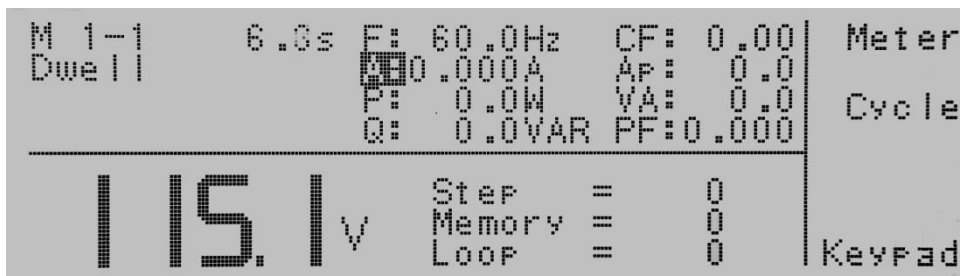 M 1-1 6.8s F: 60.0Hz CF: 0.00 Meter
Dwell A:0.000A Ap: 0.0
P: 0.0W VA: 0.0 Cycle
Q: 0.0VAR PF:0.000
115.1V Step = 0
Memory = 0
Loop = 0 Keypad